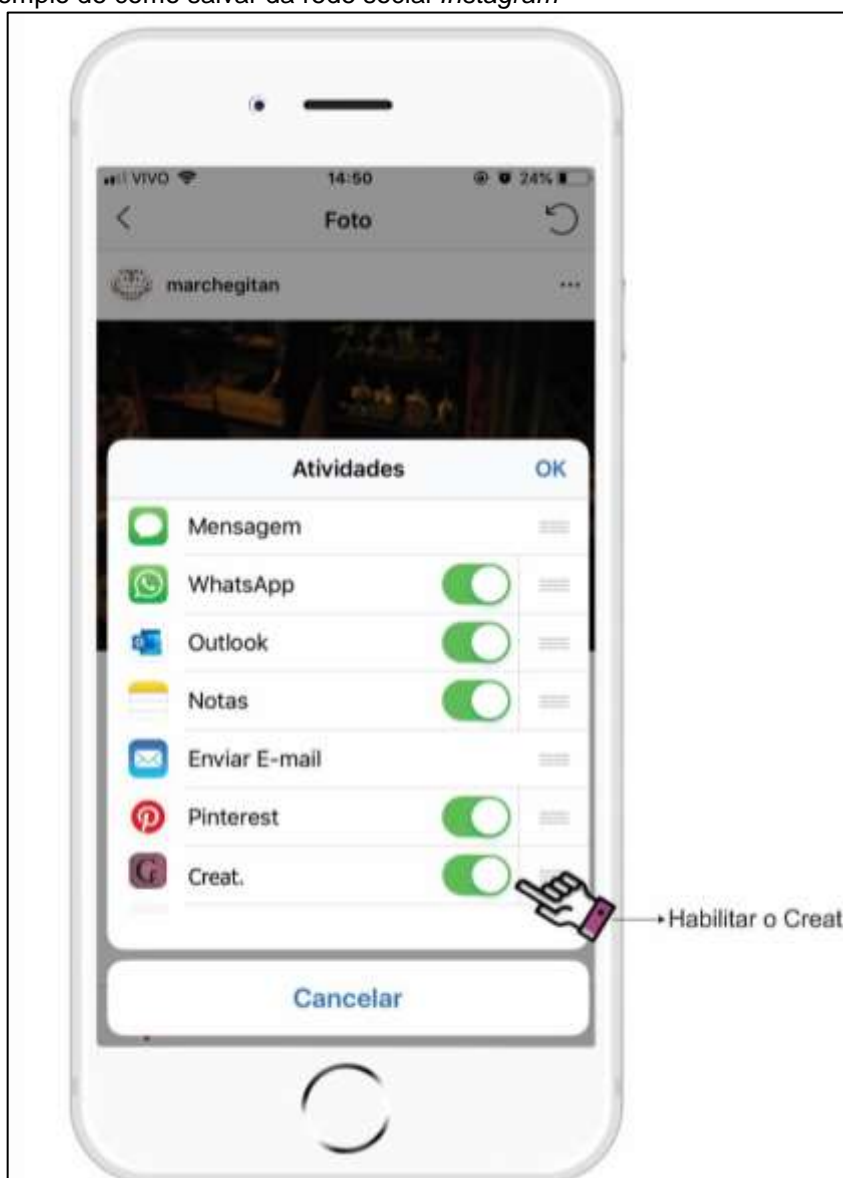 emplo de como salvar da rede social Instagram
VIVO 14:50 24%
Foto
marchegitan
Atividades OK
Mensagem
WhatsApp
Outlook
Notas
Enviar E-mail
Pinterest
Creat.
Habilitar o Creat
Cancelar